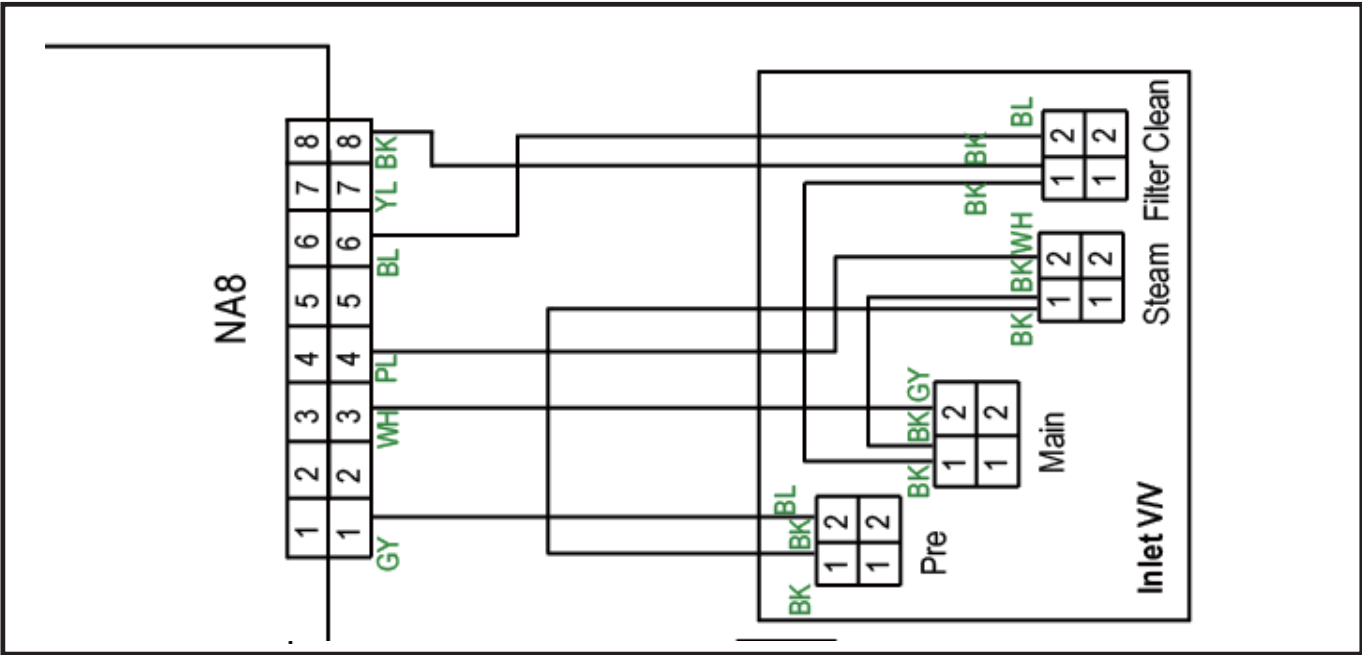 NA8
8 8 BK
7 7 YL
6 6 BL
5 5
4 4 PL
3 3 WH
2 2
1 1 GY
BL
BK
BK
2 2
1 1
Filter Clean
WH
BK
BK
2 2
1 1
Steam
GY
BK
BK
2 2
1 1
Main
BL
BK
BK
2 2
1 1
Pre
Inlet V/V